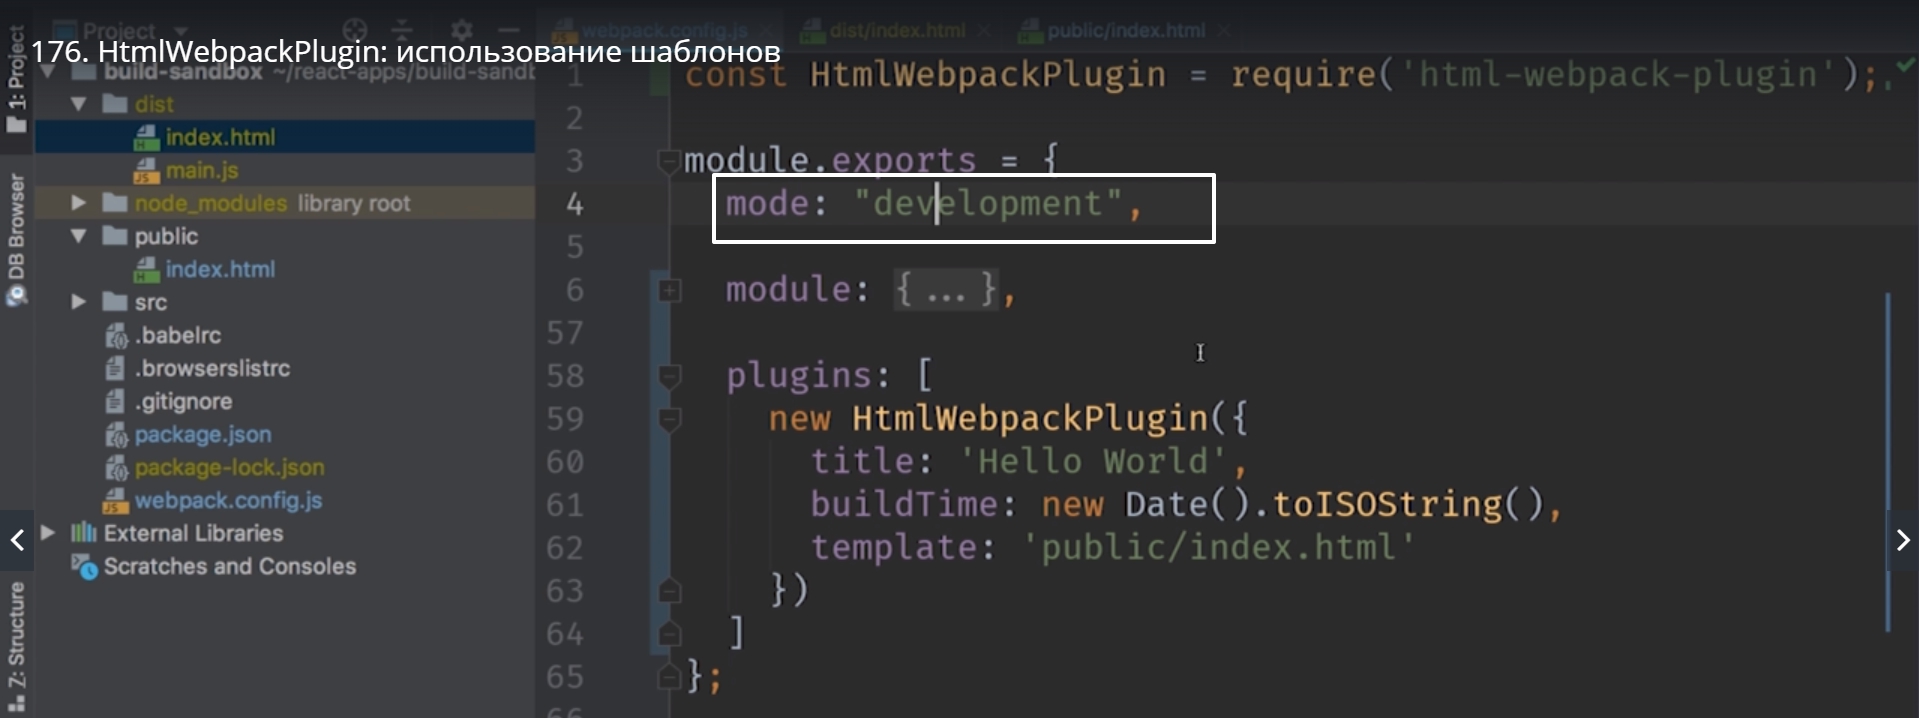 Project
webpack.config.js
dist/index.html
public/index.html
176. HtmlWebpackPlugin: использование шаблонов
1: Project
DB Browser
Z: Structure
build-sandbox ~/react-apps/build-sandb
dist
index.html
main.js
node_modules library root
public
index.html
src
.babelrc
.browserslistrc
.gitignore
package.json
package-lock.json
webpack.config.js
External Libraries
Scratches and Consoles
1 const HtmlWebpackPlugin = require('html-webpack-plugin');
2
3 module.exports = {
4 mode: "development",
5
6 module: {...},
57
58 plugins: [
59 new HtmlWebpackPlugin({
60 title: 'Hello World',
61 buildTime: new Date().toISOString(),
62 template: 'public/index.html'
63 })
64 ]
65 };
66